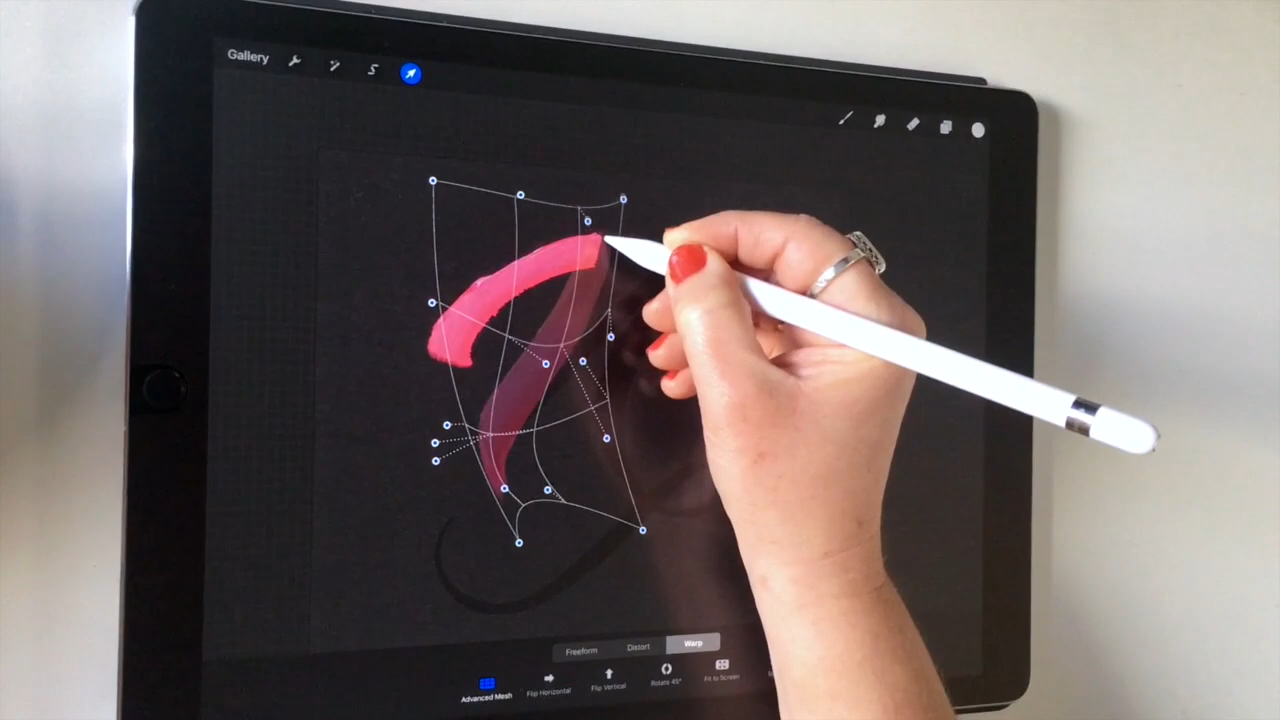 Gallery
Freeform Distort Warp
Advanced Mesh Flip Horizontal Flip Vertical Rotate 45° Fit to Screen